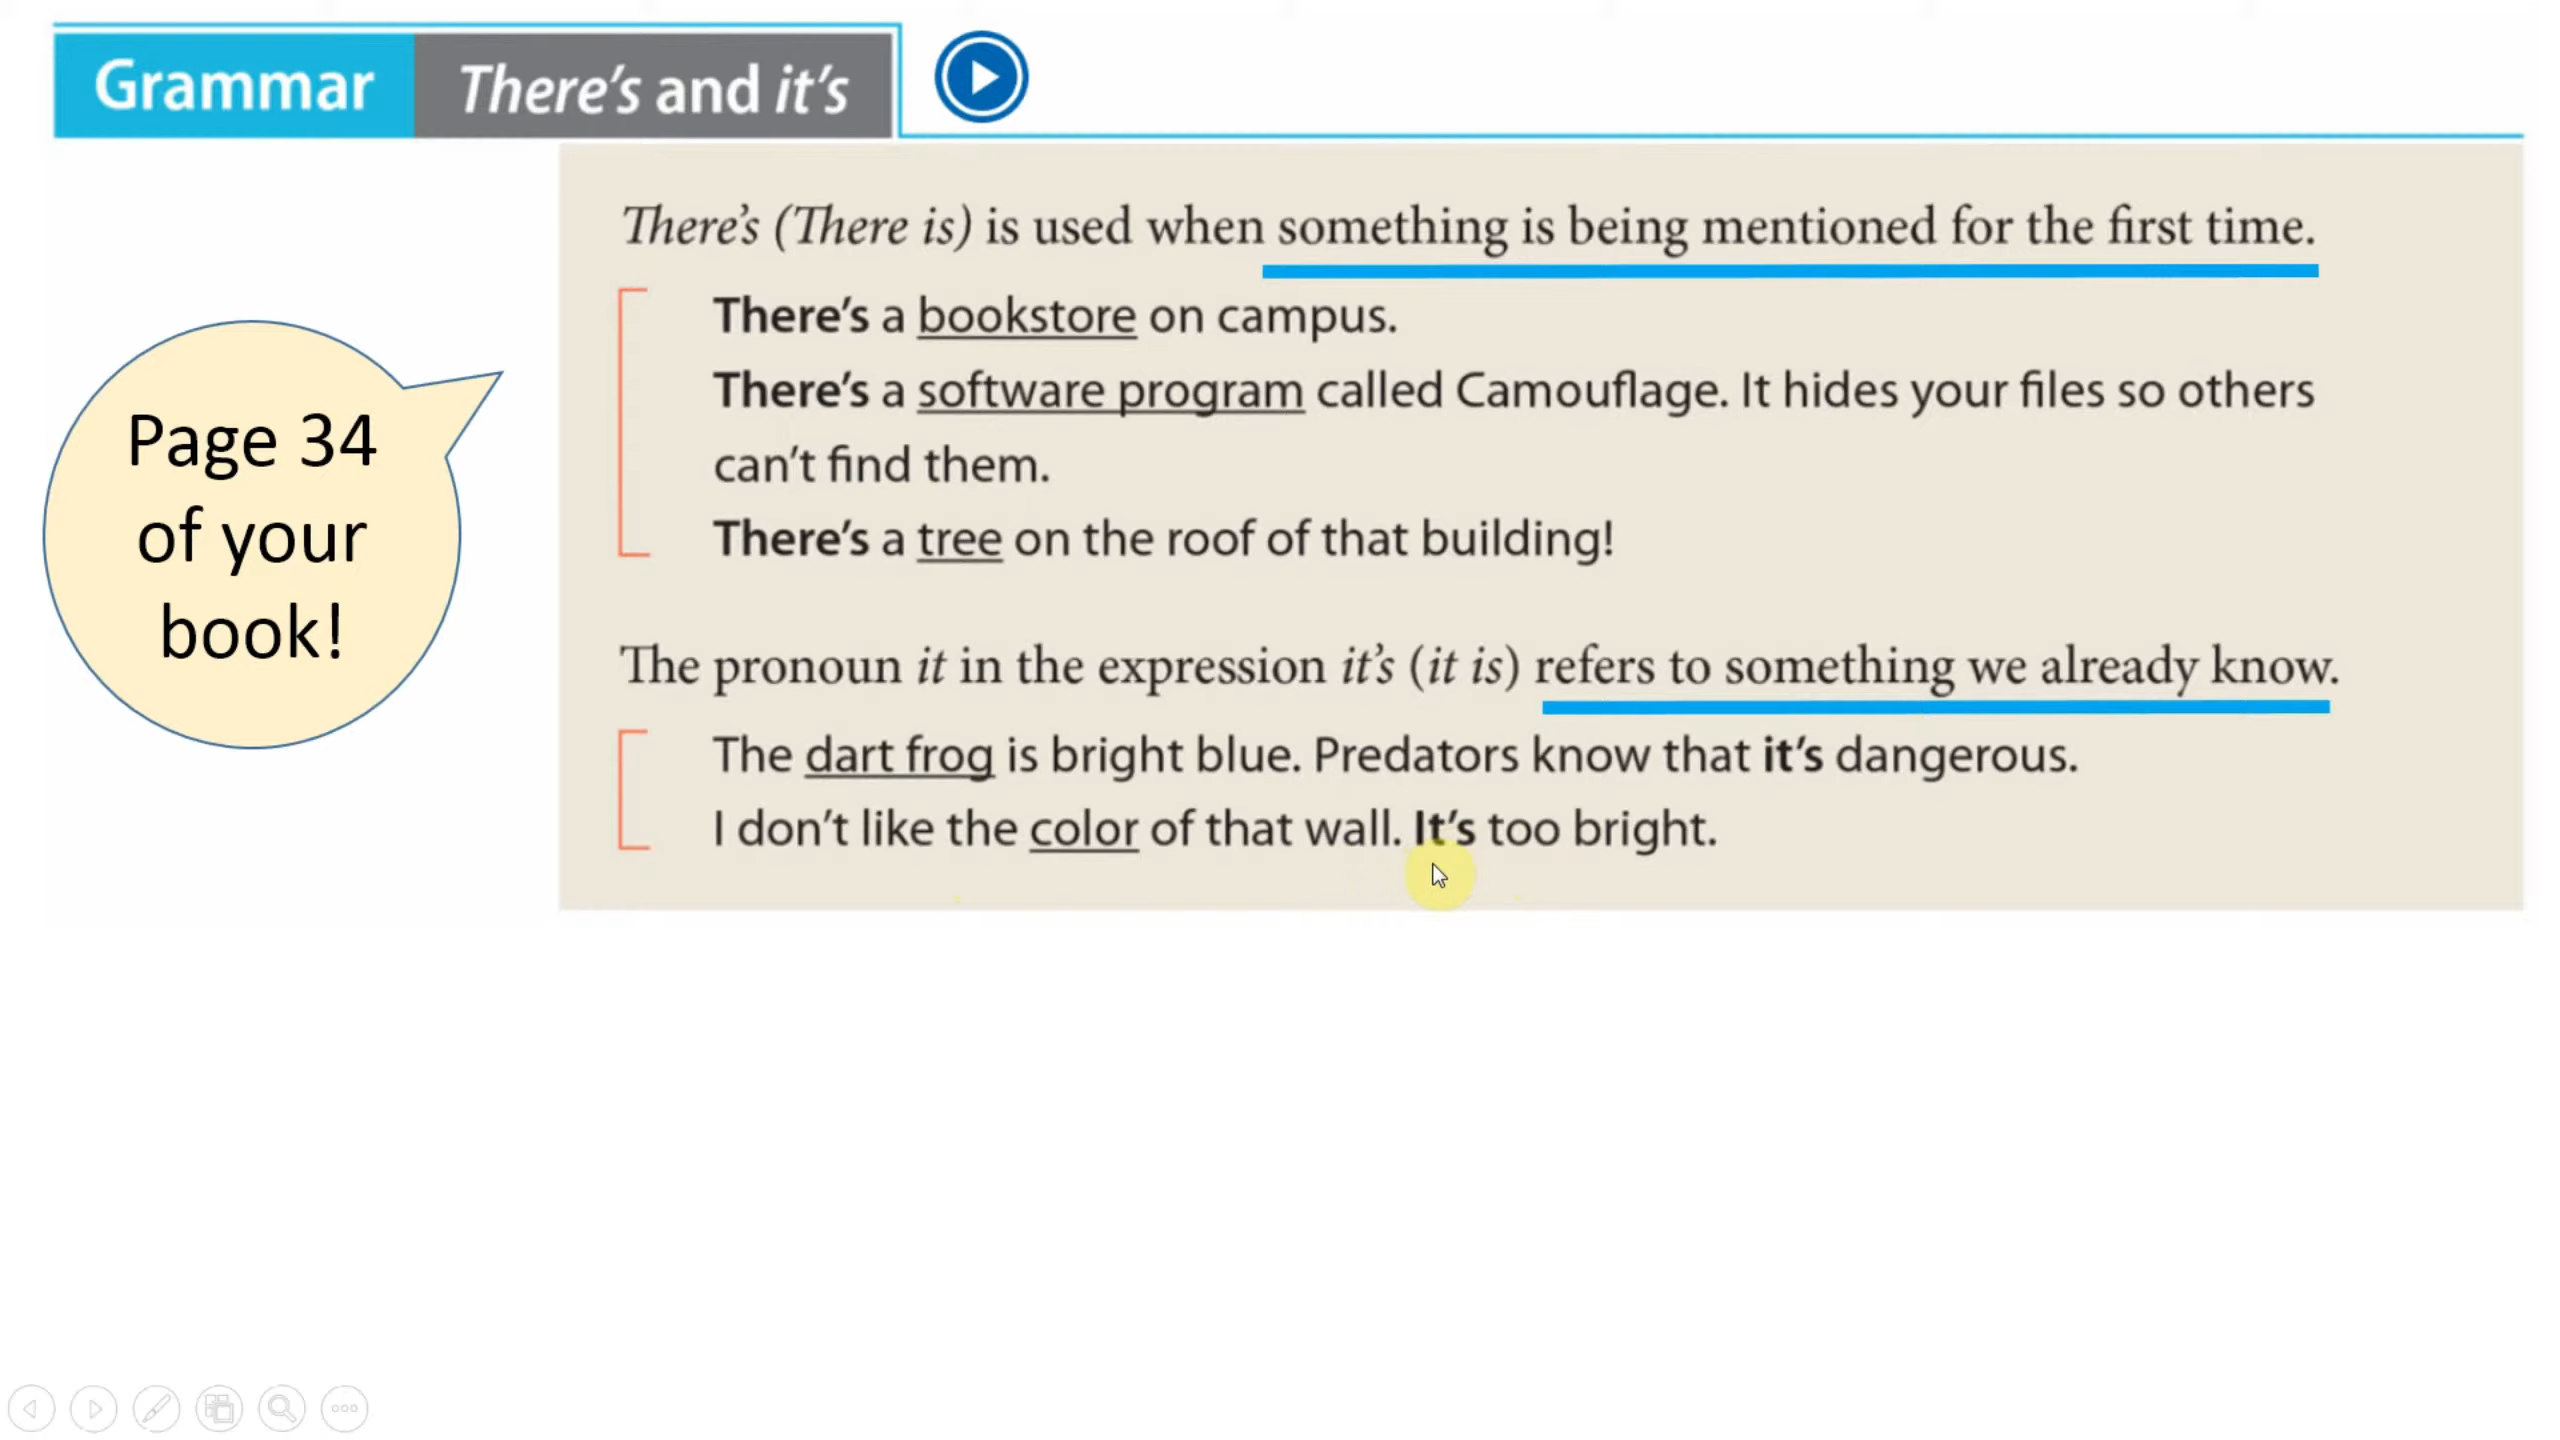 Grammar There's and it's
There's (There is) is used when something is being mentioned for the first time.
There's a bookstore on campus.
There's a software program called Camouflage. It hides your files so others
can't find them.
There's a tree on the roof of that building!
Page 34
of your
book!
The pronoun it in the expression it's (it is) refers to something we already know.
The dart frog is bright blue. Predators know that it's dangerous.
I don't like the color of that wall. It's too bright.